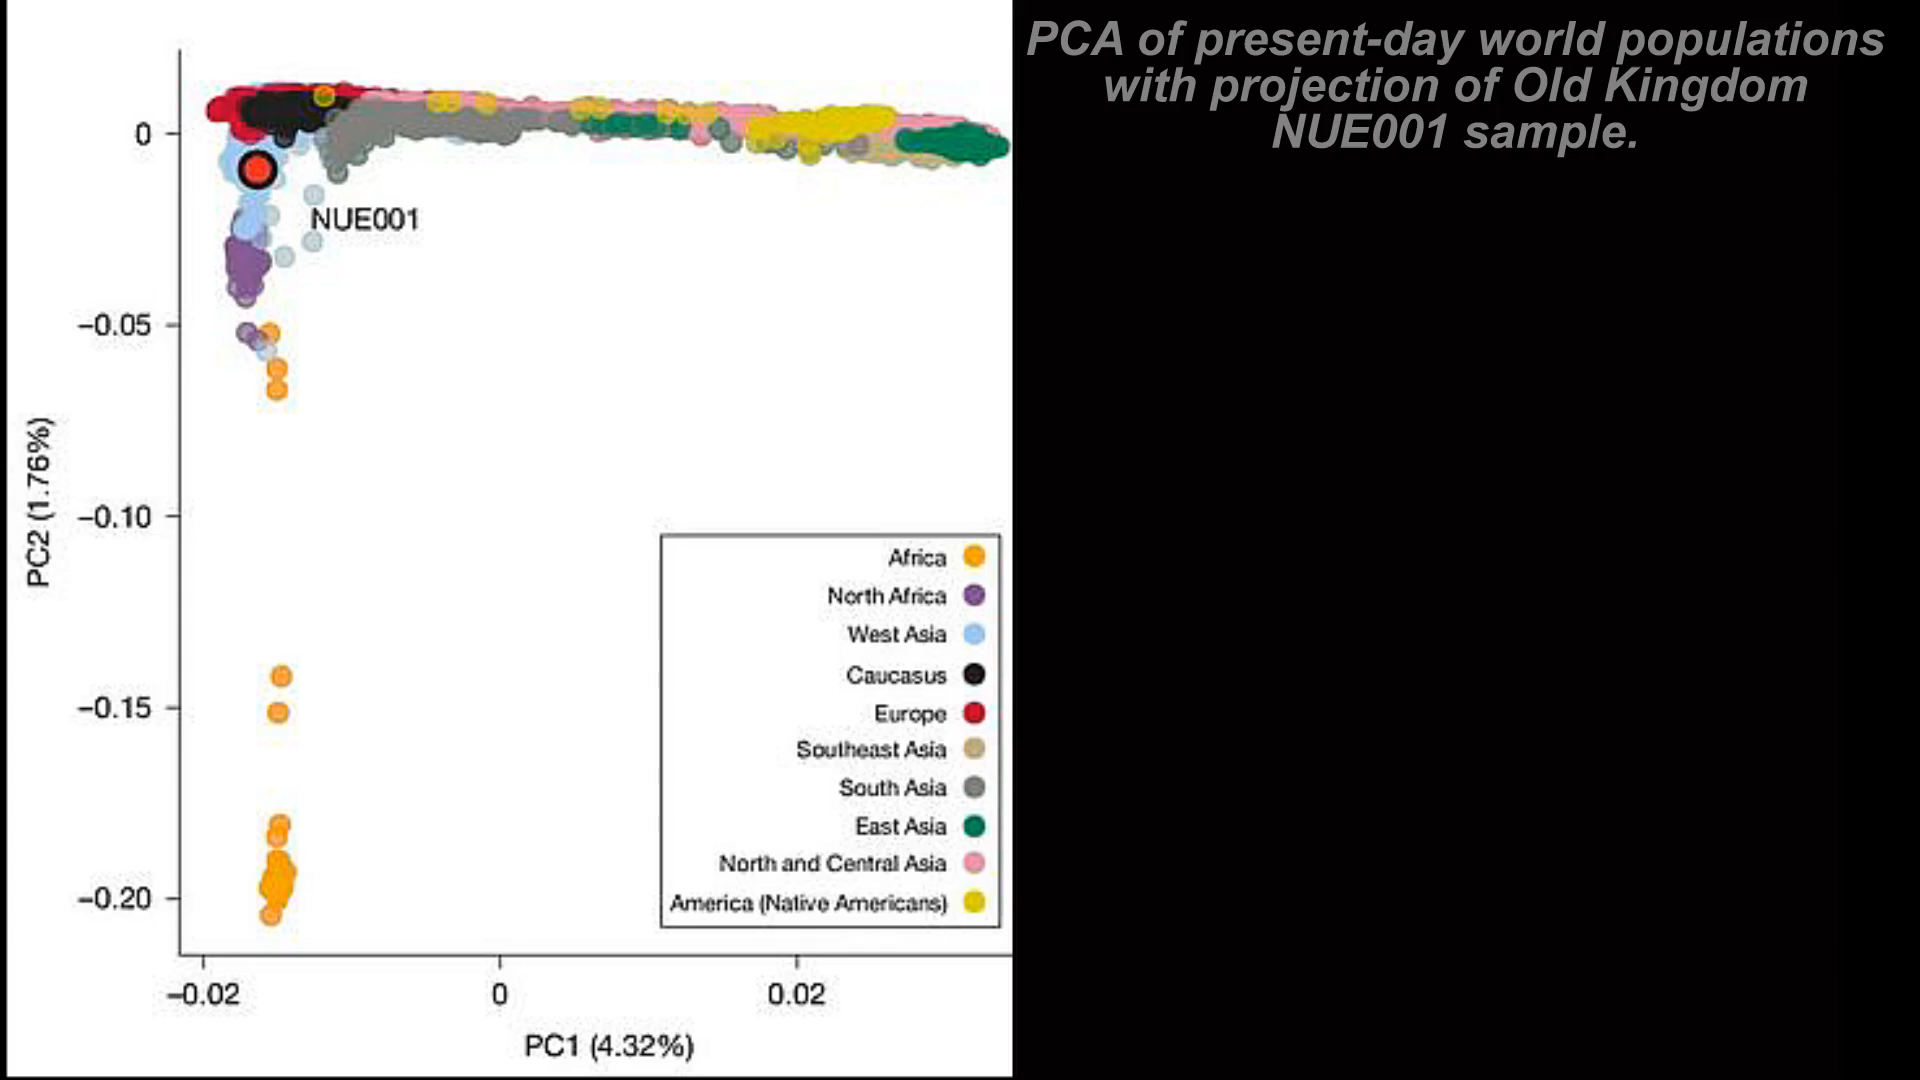 PCA of present-day world populations
with projection of Old Kingdom
NUE001 sample.
0
−0.05
−0.10
−0.15
−0.20
PC2 (1.76%)
NUE001
Africa
North Africa
West Asia
Caucasus
Europe
Southeast Asia
South Asia
East Asia
North and Central Asia
America (Native Americans)
−0.02
0
0.02
PC1 (4.32%)